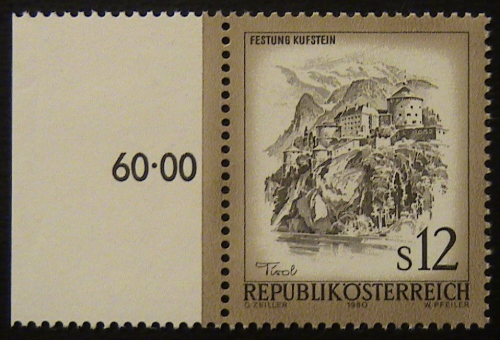 FESTUNG KUFSTEIN
60·00
Tirol
S12
REPUBLIK ÖSTERREICH
O. ZEILLER 1980 W. PFEILER